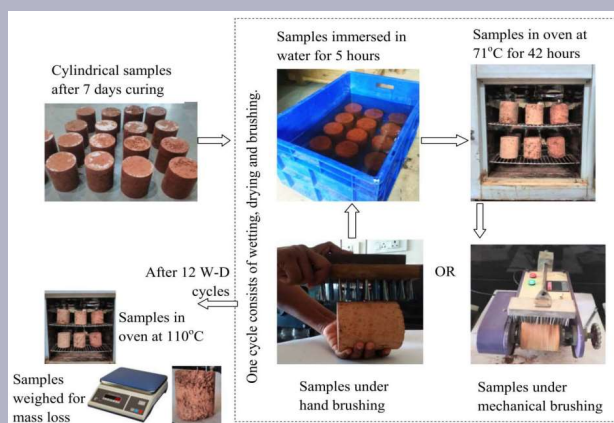 Cylindrical samples
after 7 days curing
One cycle consists of wetting, drying and brushing.
Samples immersed in
water for 5 hours
Samples in oven at
71°C for 42 hours
OR
Samples under
hand brushing
Samples under
mechanical brushing
After 12 W-D
cycles
Samples in
oven at 110°C
Samples
weighed for
mass loss